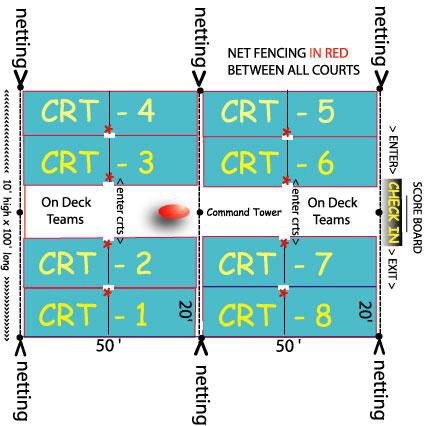 netting
netting
netting
NET FENCING IN RED
BETWEEN ALL COURTS
CRT - 4
CRT - 5
CRT - 3
CRT - 6
<<<<<<<<<<<< 10' high x 100' long >>>>>>>>>>>>
On Deck
Teams
<enter crts>
Command Tower
<enter crts>
On Deck
Teams
> ENTER>
CHECK IN
> EXIT >
SCORE BOARD
CRT - 2
CRT - 7
CRT - 1
20'
CRT - 8
20'
50 '
50 '
netting
netting
netting